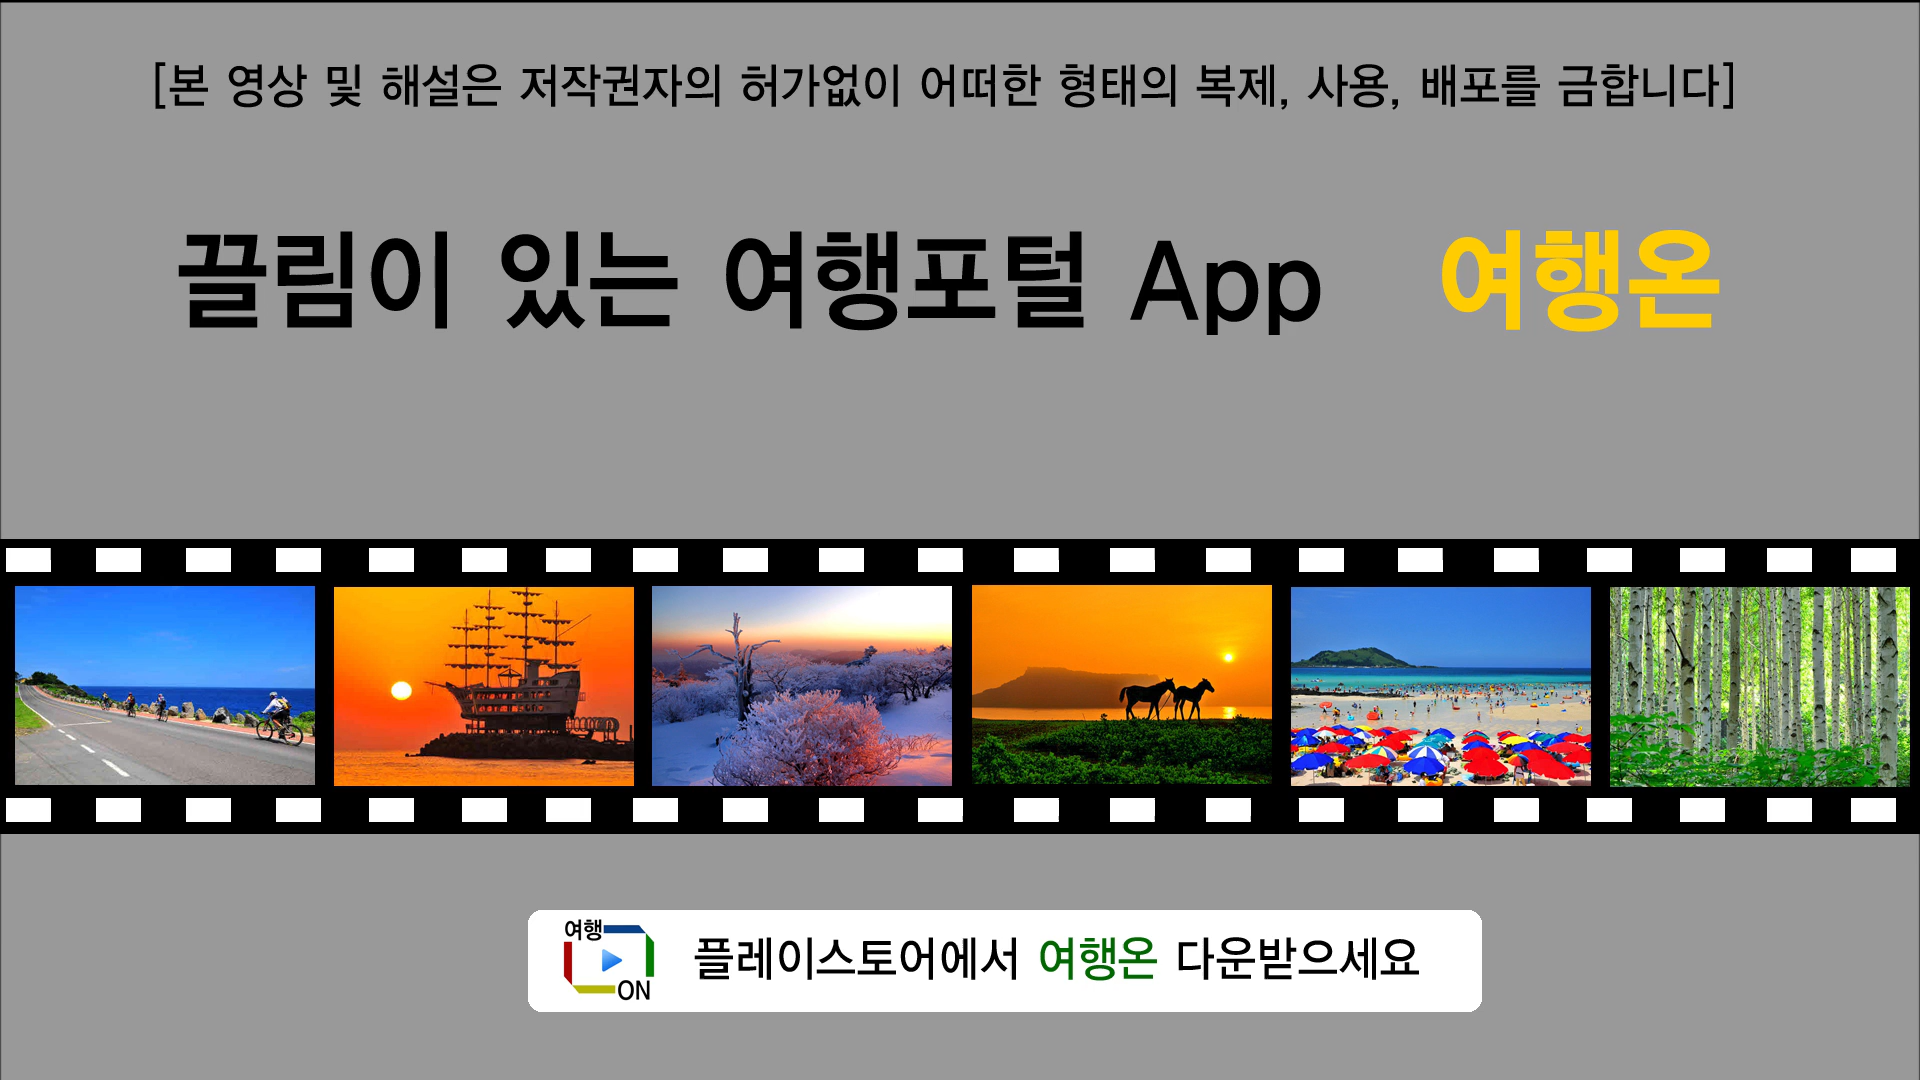 [본 영상 및 해설은 저작권자의 허가없이 어떠한 형태의 복제, 사용, 배포를 금합니다]
끌림이 있는 여행포털 App 여행온
여행
ON
플레이스토어에서 여행온 다운받으세요